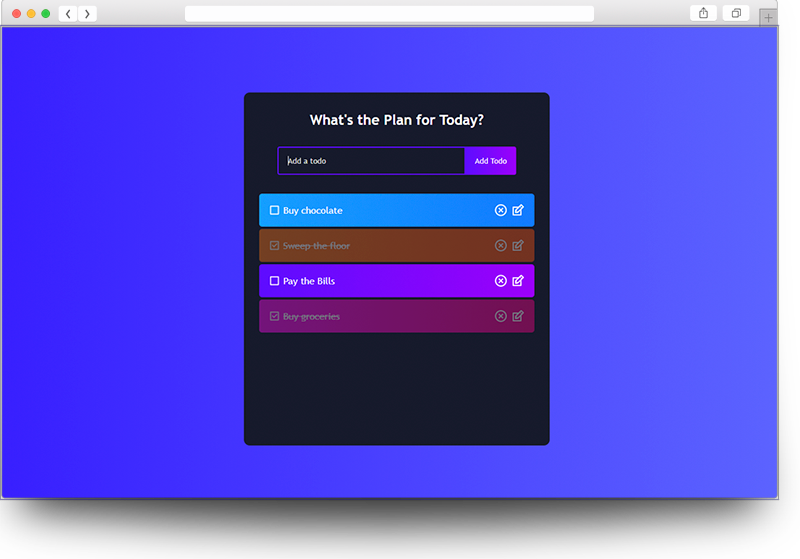 What's the Plan for Today?
Add a todo
Add Todo
Buy chocolate
Sweep the floor
Pay the Bills
Buy groceries